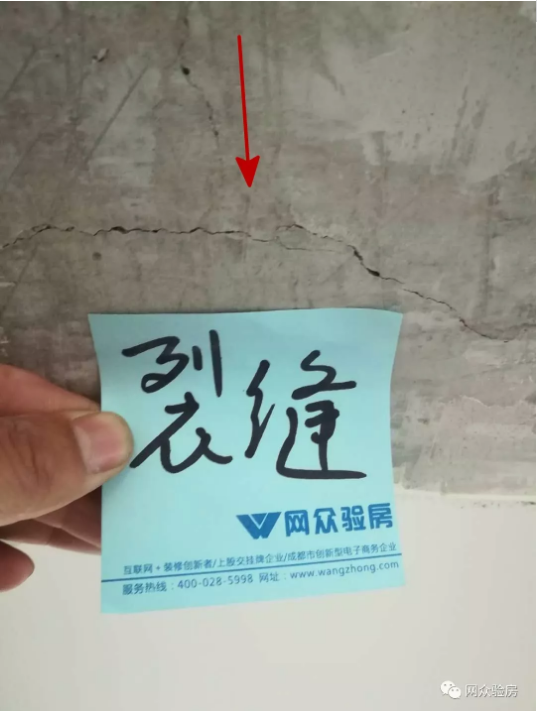 裂缝
网众验房
互联网+装修创新者/上股交挂牌企业/成都市创新型电子商务企业
服务热线:400-028-5998 网址:www.wangzhong.com
网众验房